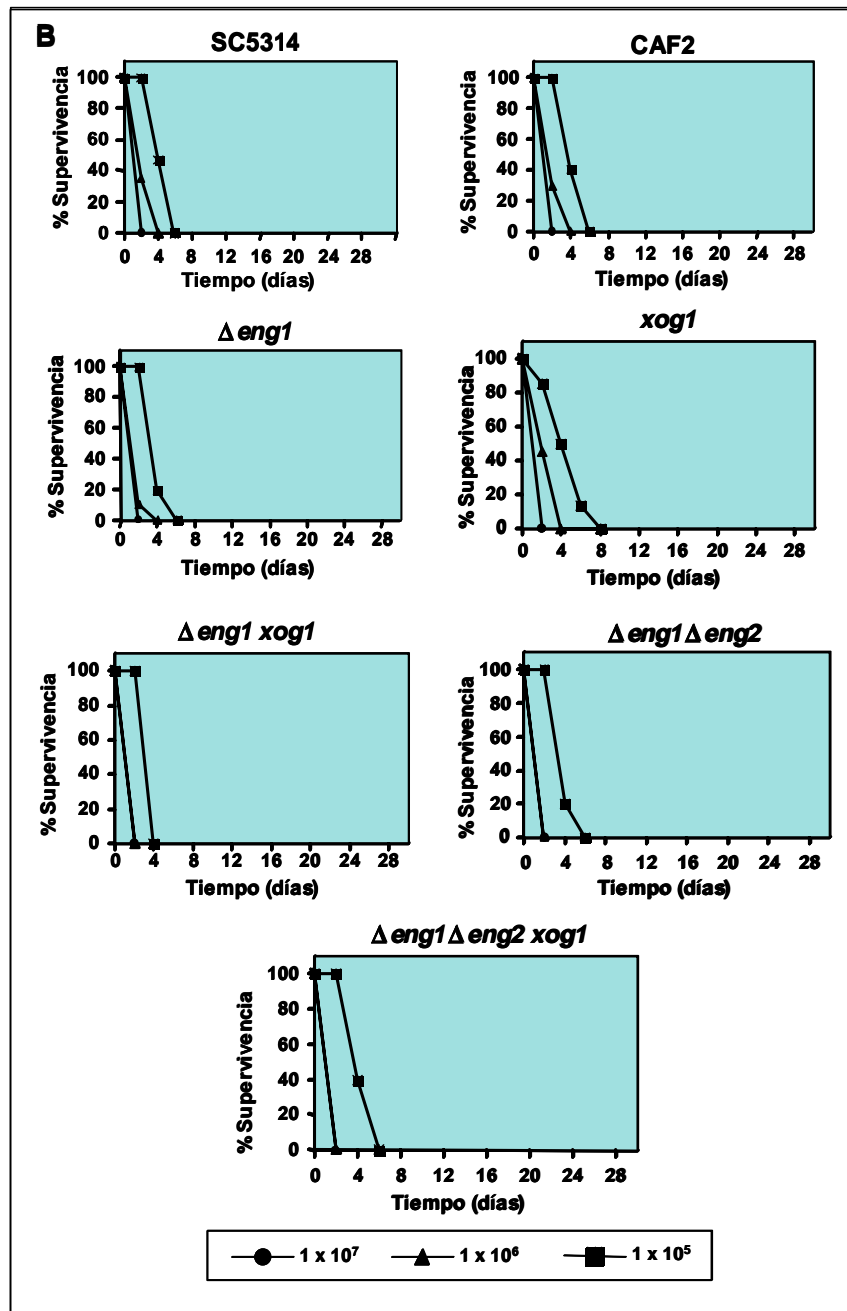 B
SC5314
CAF2
% Supervivencia
100
80
60
40
20
0
0 4 8 12 16 20 24 28
Tiempo (días)
% Supervivencia
100
80
60
40
20
0
0 4 8 12 16 20 24 28
Tiempo (días)
Δ eng1
xog1
% Supervivencia
100
80
60
40
20
0
0 4 8 12 16 20 24 28
Tiempo (días)
% Supervivencia
100
80
60
40
20
0
0 4 8 12 16 20 24 28
Tiempo (días)
Δ eng1 xog1
Δ eng1 Δ eng2
% Supervivencia
100
80
60
40
20
0
0 4 8 12 16 20 24 28
Tiempo (días)
% Supervivencia
100
80
60
40
20
0
0 4 8 12 16 20 24 28
Tiempo (días)
Δ eng1 Δ eng2 xog1
% Supervivencia
100
80
60
40
20
0
0 4 8 12 16 20 24 28
Tiempo (días)
1 x 10⁷ 1 x 10⁶ 1 x 10⁵